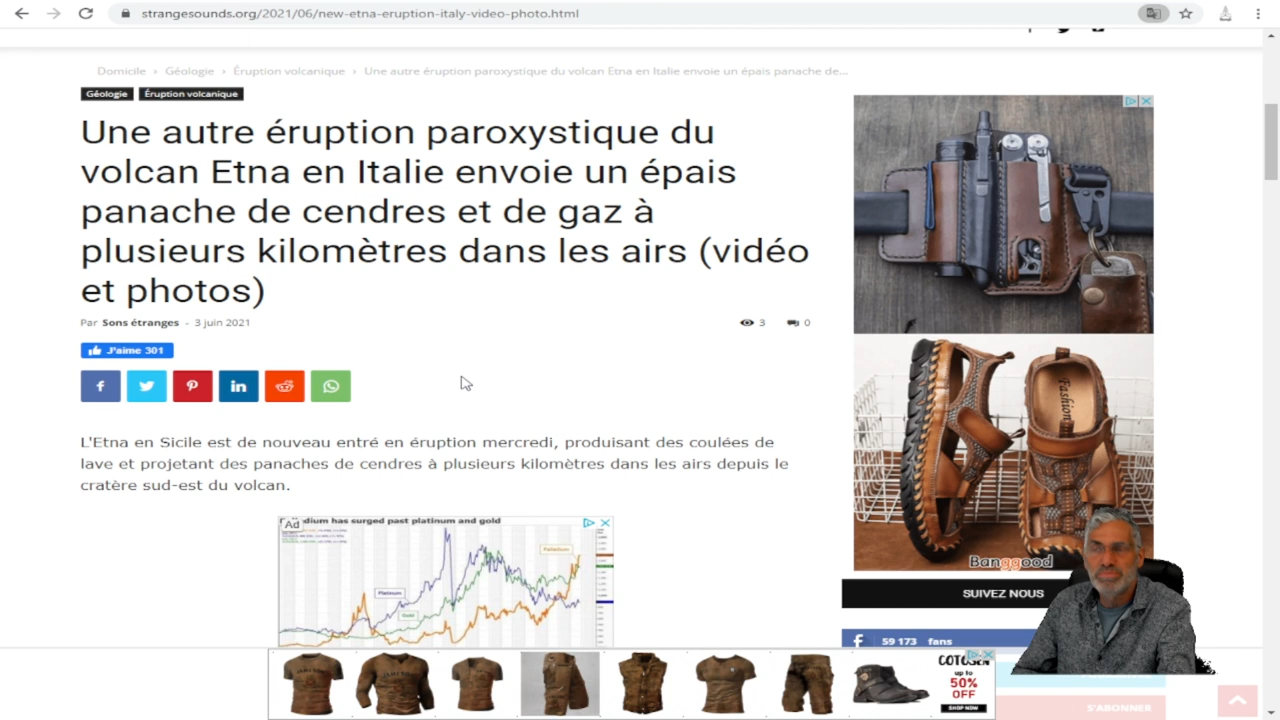 strangesounds.org/2021/06/new-etna-eruption-italy-video-photo.html
Domicile › Géologie › Éruption volcanique › Une autre éruption paroxystique du volcan Etna en Italie envoie un épais panache de...
Géologie Éruption volcanique
Une autre éruption paroxystique du
volcan Etna en Italie envoie un épais
panache de cendres et de gaz à
plusieurs kilomètres dans les airs (vidéo
et photos)
Par Sons étranges - 3 juin 2021 3 0
J'aime 301
L'Etna en Sicile est de nouveau entré en éruption mercredi, produisant des coulées de
lave et projetant des panaches de cendres à plusieurs kilomètres dans les airs depuis le
cratère sud-est du volcan.
Ad
has surged past platinum and gold
Palladium
Platinum
Gold
Fashion
Banggood
SUIVEZ NOUS
59 173 fans
up to
50%
OFF
SHOP NOW
S'ABONNER